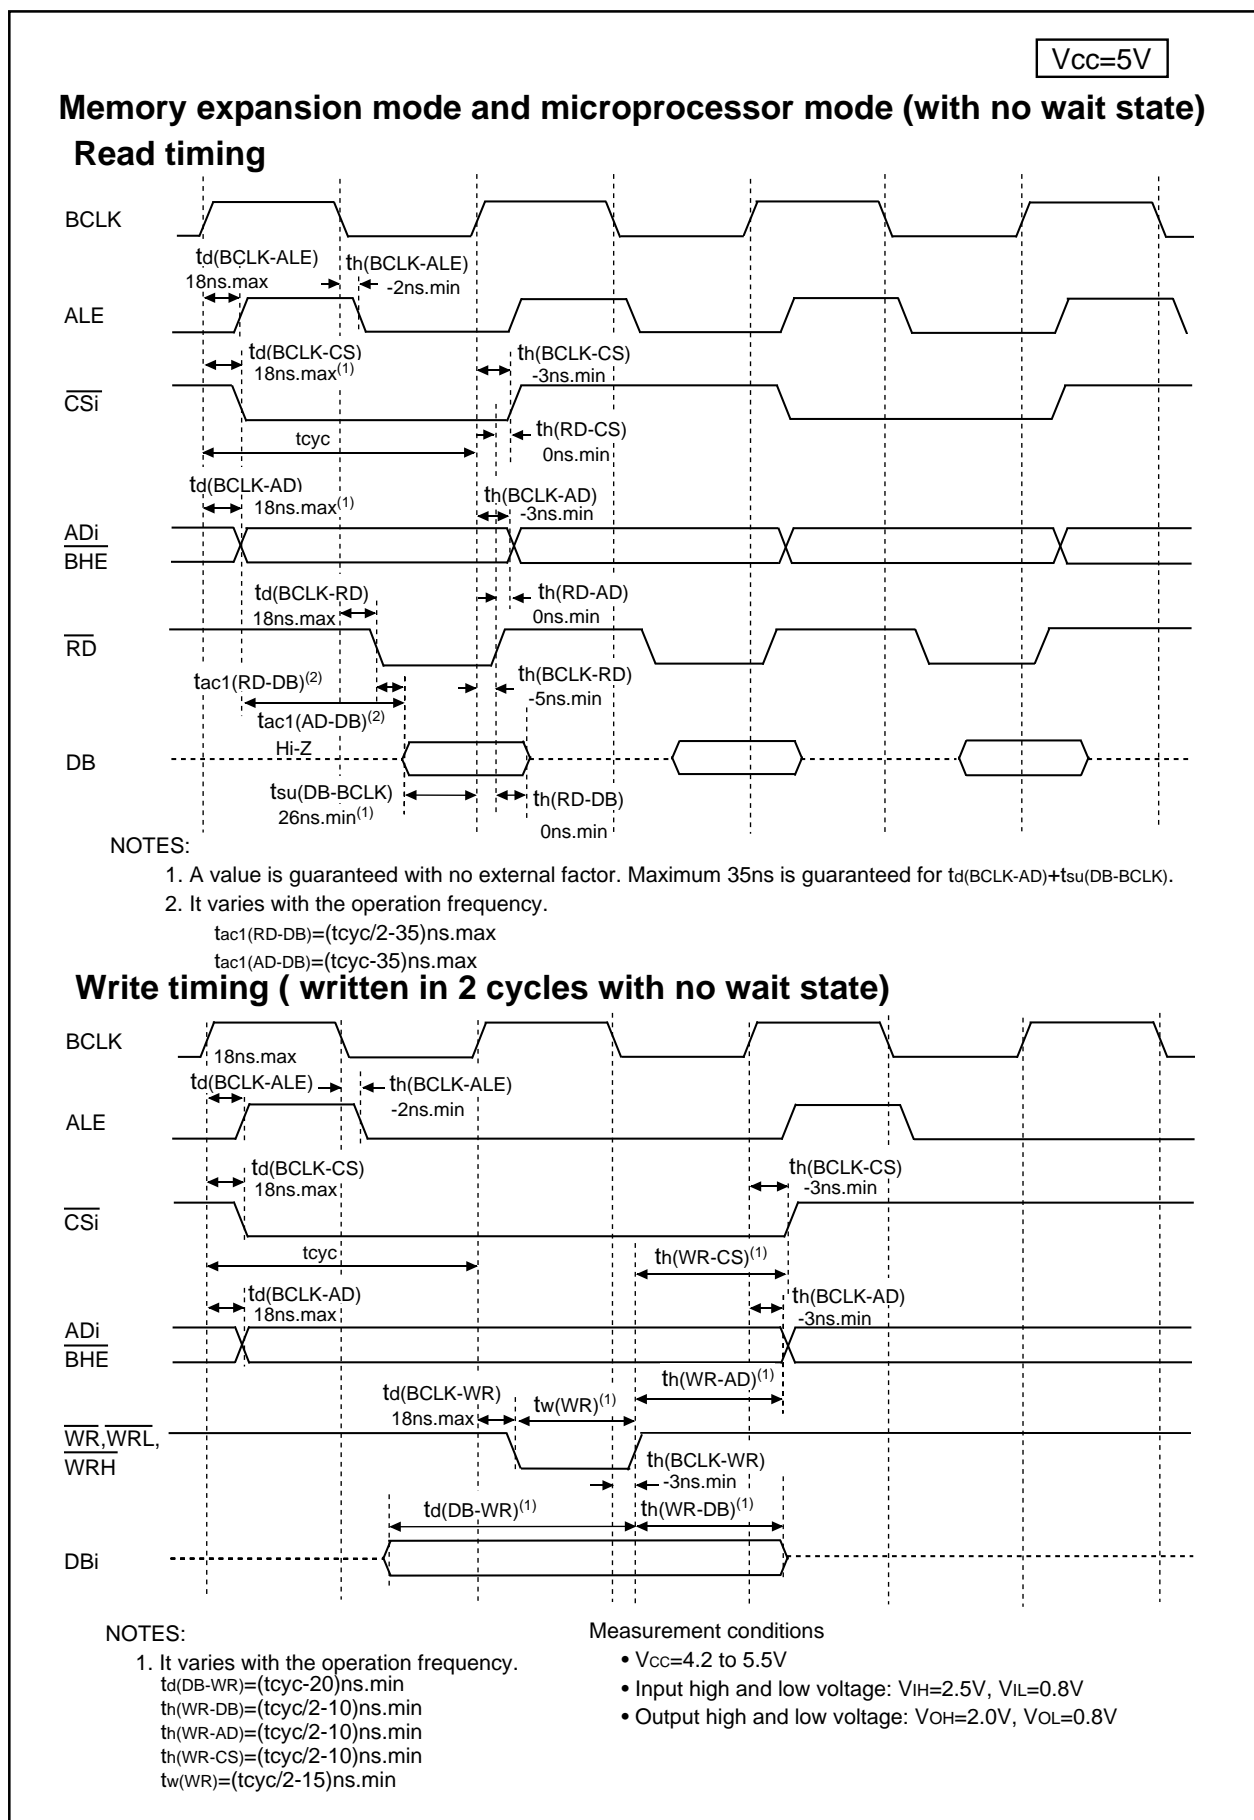 Vcc=5V
Memory expansion mode and microprocessor mode (with no wait state)
Read timing
BCLK
td(BCLK-ALE)
18ns.max
th(BCLK-ALE)
-2ns.min
ALE
td(BCLK-CS)
18ns.max(1)
th(BCLK-CS)
-3ns.min
CSi
tcyc
th(RD-CS)
0ns.min
td(BCLK-AD)
18ns.max(1)
th(BCLK-AD)
-3ns.min
ADi
BHE
td(BCLK-RD)
18ns.max
th(RD-AD)
0ns.min
RD
tac1(RD-DB)(2)
th(BCLK-RD)
-5ns.min
tac1(AD-DB)(2)
Hi-Z
DB
tsu(DB-BCLK)
26ns.min(1)
th(RD-DB)
0ns.min
NOTES:
1. A value is guaranteed with no external factor. Maximum 35ns is guaranteed for td(BCLK-AD)+tsu(DB-BCLK).
2. It varies with the operation frequency.
tac1(RD-DB)=(tcyc/2-35)ns.max
tac1(AD-DB)=(tcyc-35)ns.max
Write timing ( written in 2 cycles with no wait state)
BCLK
18ns.max
td(BCLK-ALE)
th(BCLK-ALE)
-2ns.min
ALE
td(BCLK-CS)
18ns.max
th(BCLK-CS)
-3ns.min
CSi
tcyc
th(WR-CS)(1)
td(BCLK-AD)
18ns.max
th(BCLK-AD)
-3ns.min
ADi
BHE
th(WR-AD)(1)
td(BCLK-WR)
18ns.max
tw(WR)(1)
WR,WRL,
WRH
th(BCLK-WR)
-3ns.min
td(DB-WR)(1)
th(WR-DB)(1)
DBi
NOTES:
1. It varies with the operation frequency.
td(DB-WR)=(tcyc-20)ns.min
th(WR-DB)=(tcyc/2-10)ns.min
th(WR-AD)=(tcyc/2-10)ns.min
th(WR-CS)=(tcyc/2-10)ns.min
tw(WR)=(tcyc/2-15)ns.min
Measurement conditions
• VCC=4.2 to 5.5V
• Input high and low voltage: VIH=2.5V, VIL=0.8V
• Output high and low voltage: VOH=2.0V, VOL=0.8V